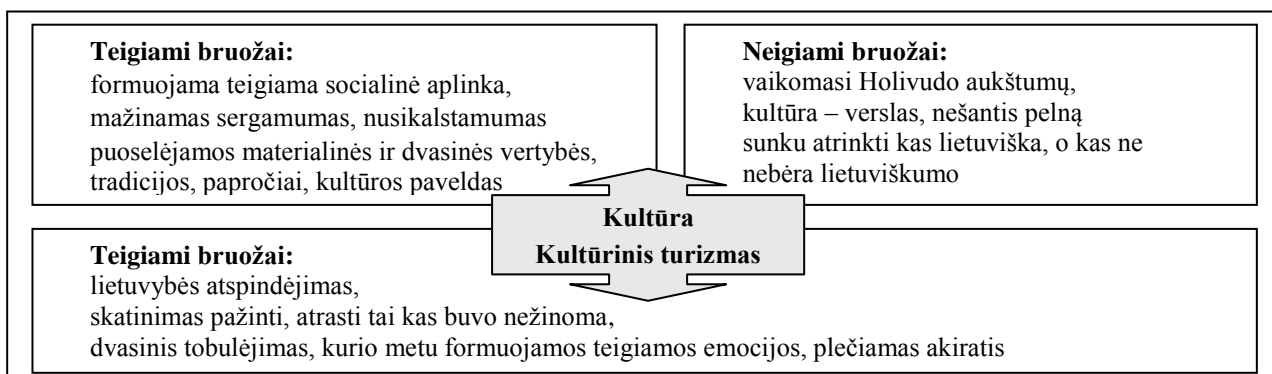 Teigiami bruožai:
formuojama teigiama socialinė aplinka,
mažinamas sergamumas, nusikalstamumas
puoselėjamos materialinės ir dvasinės vertybės,
tradicijos, papročiai, kultūros paveldas
Neigiami bruožai:
vaikomasi Holivudo aukštumų,
kultūra – verslas, nešantis pelną
sunku atrinkti kas lietuviška, o kas ne
nebėra lietuviškumo
Kultūra
Kultūrinis turizmas
Teigiami bruožai:
lietuvybės atspindėjimas,
skatinimas pažinti, atrasti tai kas buvo nežinoma,
dvasinis tobulėjimas, kurio metu formuojamos teigiamos emocijos, plečiamas akiratis